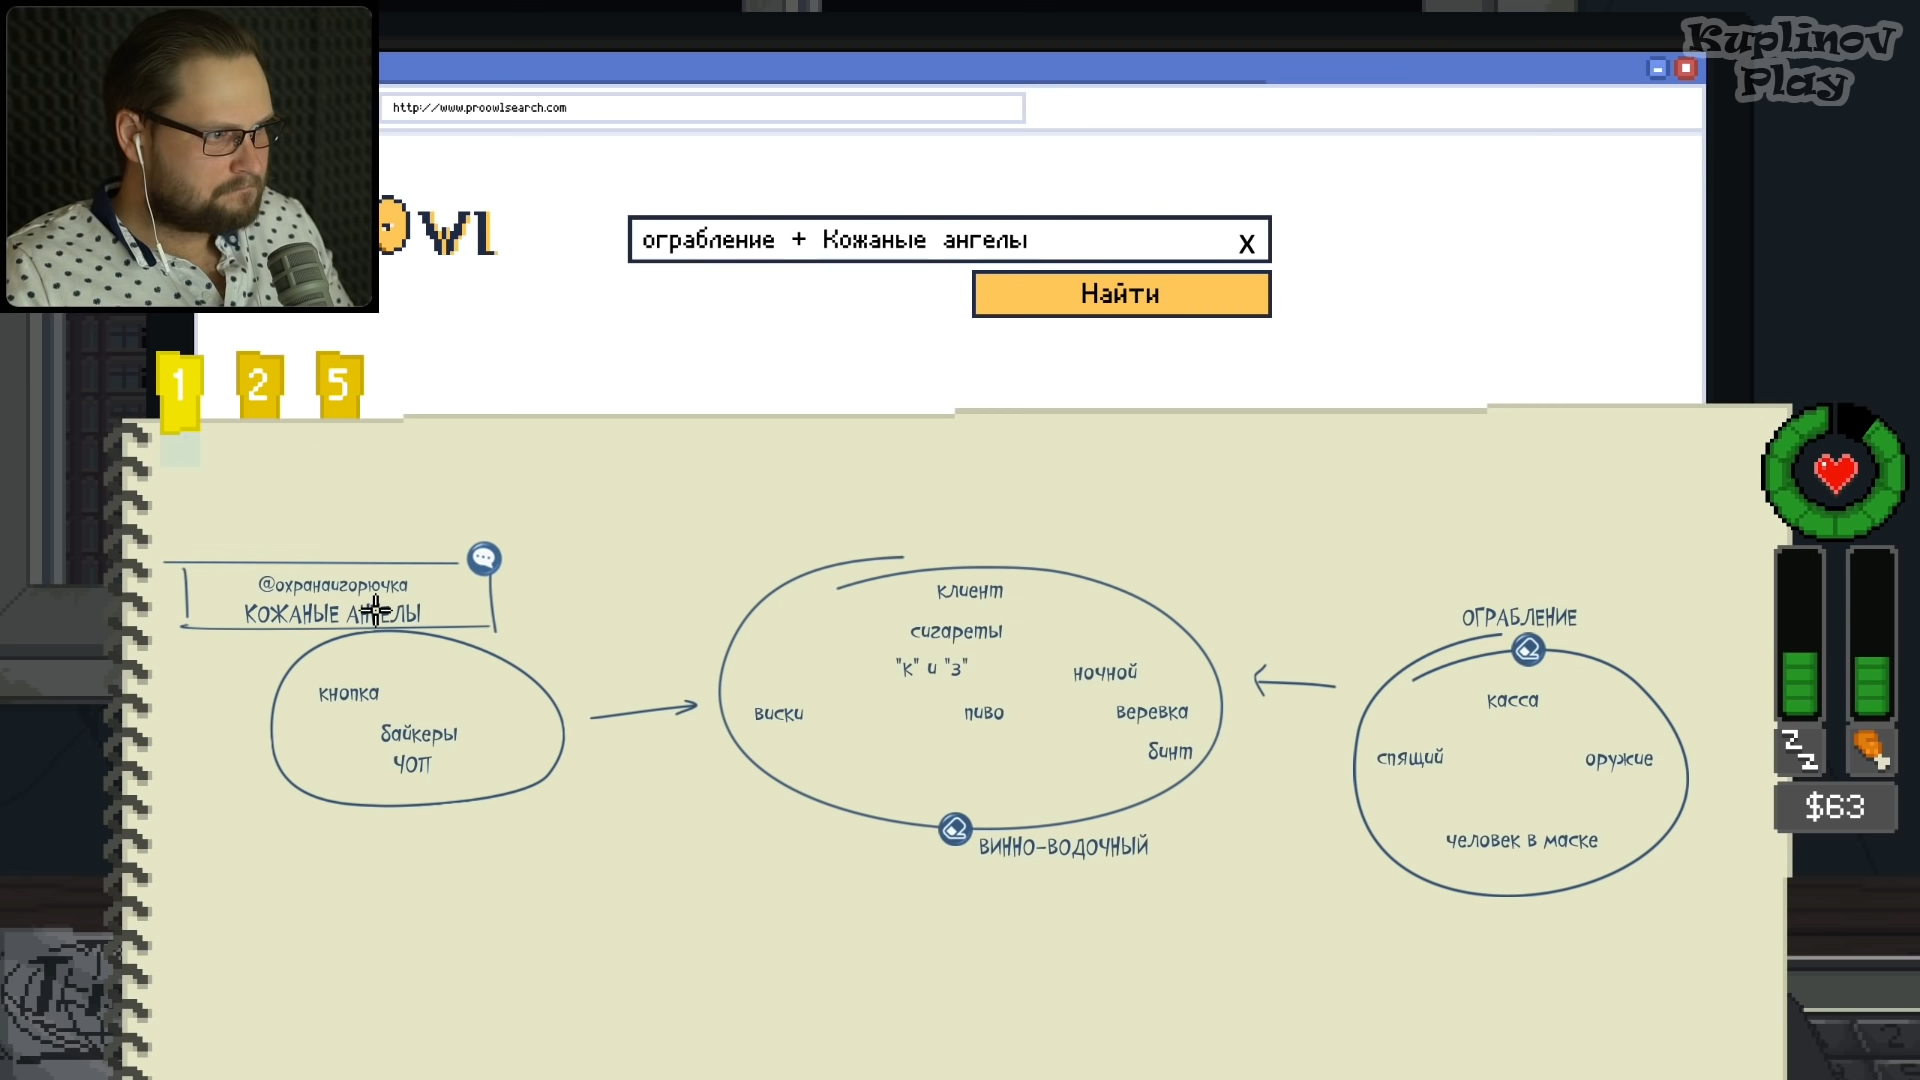 Kuplinov
Play
http://www.proowlsearch.com
owl
ограбление + Кожаные ангелы
X
Найти
1 2 5
@охранаигорючка
КОЖАНЫЕ АНГЕЛЫ
кнопка
байкеры
ЧОП
клиент
сигареты
"к" и "з"
ночной
виски
пиво
веревка
бинт
ВИННО-ВОДОЧНЫЙ
ОГРАБЛЕНИЕ
касса
спящий
оружие
человек в маске
z z
$63